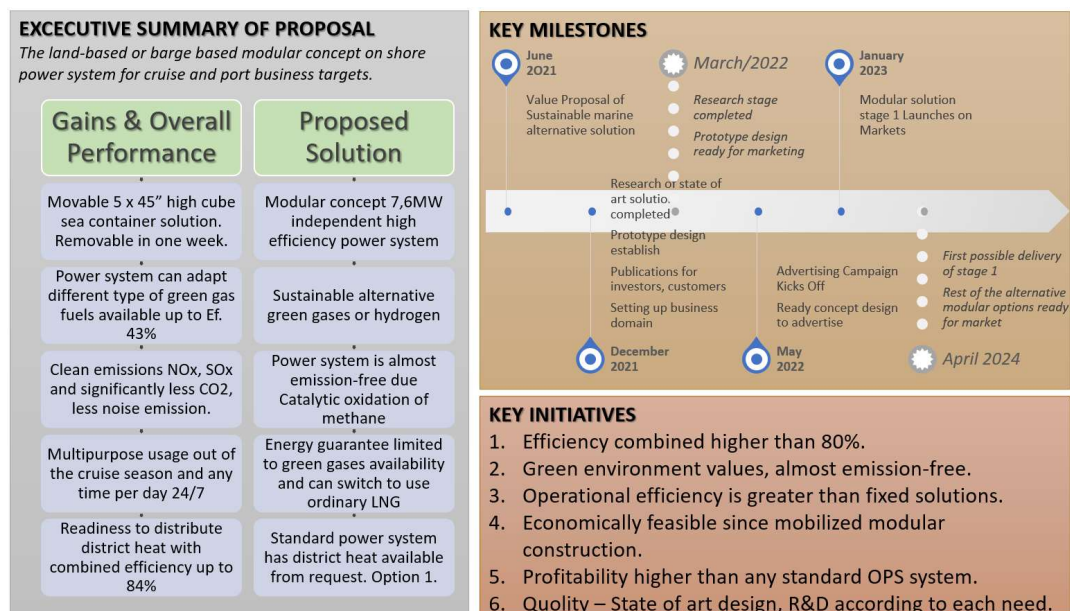 EXCECUTIVE SUMMARY OF PROPOSAL
The land-based or barge based modular concept on shore
power system for cruise and port business targets.
Gains & Overall
Performance
Movable 5 x 45” high cube
sea container solution.
Removable in one week.
Power system can adapt
different type of green gas
fuels available up to Ef.
43%
Clean emissions NOx, SOx
and significantly less CO2,
less noise emission.
Multipurpose usage out of
the cruise season and any
time per day 24/7
Readiness to distribute
district heat with
combined efficiency up to
84%
Proposed
Solution
Modular concept 7,6MW
independent high
efficiency power system
Sustainable alternative
green gases or hydrogen
Power system is almost
emission-free due
Catalytic oxidation of
methane
Energy guarantee limited
to green gases availability
and can switch to use
ordinary LNG
Standard power system
has district heat available
from request. Option 1.
KEY MILESTONES
June
2O21
Value Proposal of
Sustainable marine
alternative solution
March/2022
Research stage
completed
Prototype design
ready for marketing
January
2023
Modular solution
stage 1 Launches on
Markets
Research or state of
art solutio.
completed
Prototype design
establish
Publications for
investors, customers
Setting up business
domain
December
2021
Advertising Campaign
Kicks Off
Ready concept design
to advertise
May
2022
First possible delivery
of stage 1
Rest of the alternative
modular options ready
for market
April 2024
KEY INITIATIVES
1. Efficiency combined higher than 80%.
2. Green environment values, almost emission-free.
3. Operational efficiency is greater than fixed solutions.
4. Economically feasible since mobilized modular
construction.
5. Profitability higher than any standard OPS system.
6. Quolity – State of art design, R&D according to each need.